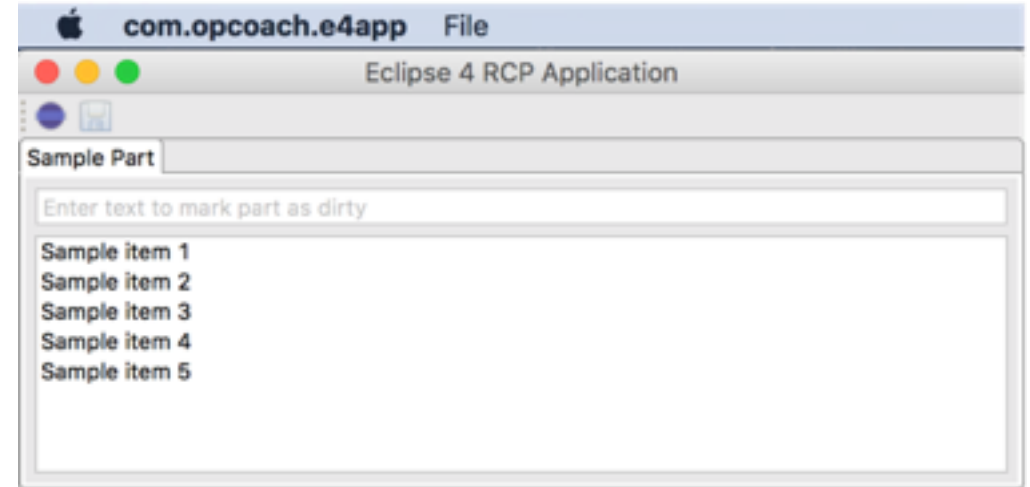 com.opcoach.e4app File
Eclipse 4 RCP Application
Sample Part
Enter text to mark part as dirty
Sample item 1
Sample item 2
Sample item 3
Sample item 4
Sample item 5